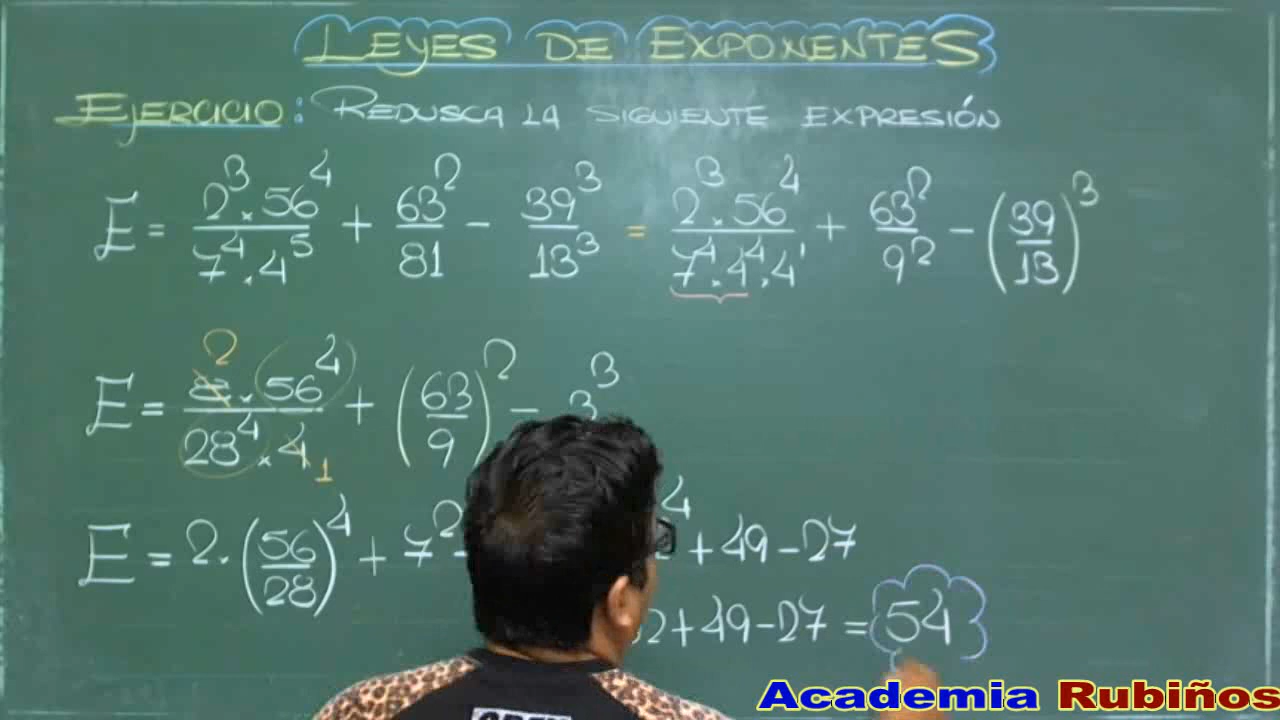 LEYES DE EXPONENTES
EJERCICIO: REDUSCA LA SIGUIENTE EXPRESIÓN
E = (2³·56⁴)/(7⁴·4⁵) + 63²/81 − 39³/13³ = (2³·56⁴)/(7⁴·4⁴·4¹) + 63²/9² − (39/13)³
E = (8·56⁴)/(28⁴·4) + (63/9)² − 3³
2
1
E = 2·(56/28)⁴ + 7² − ⁴ + 49 − 27
2 + 49 − 27 = 54
Academia Rubiños